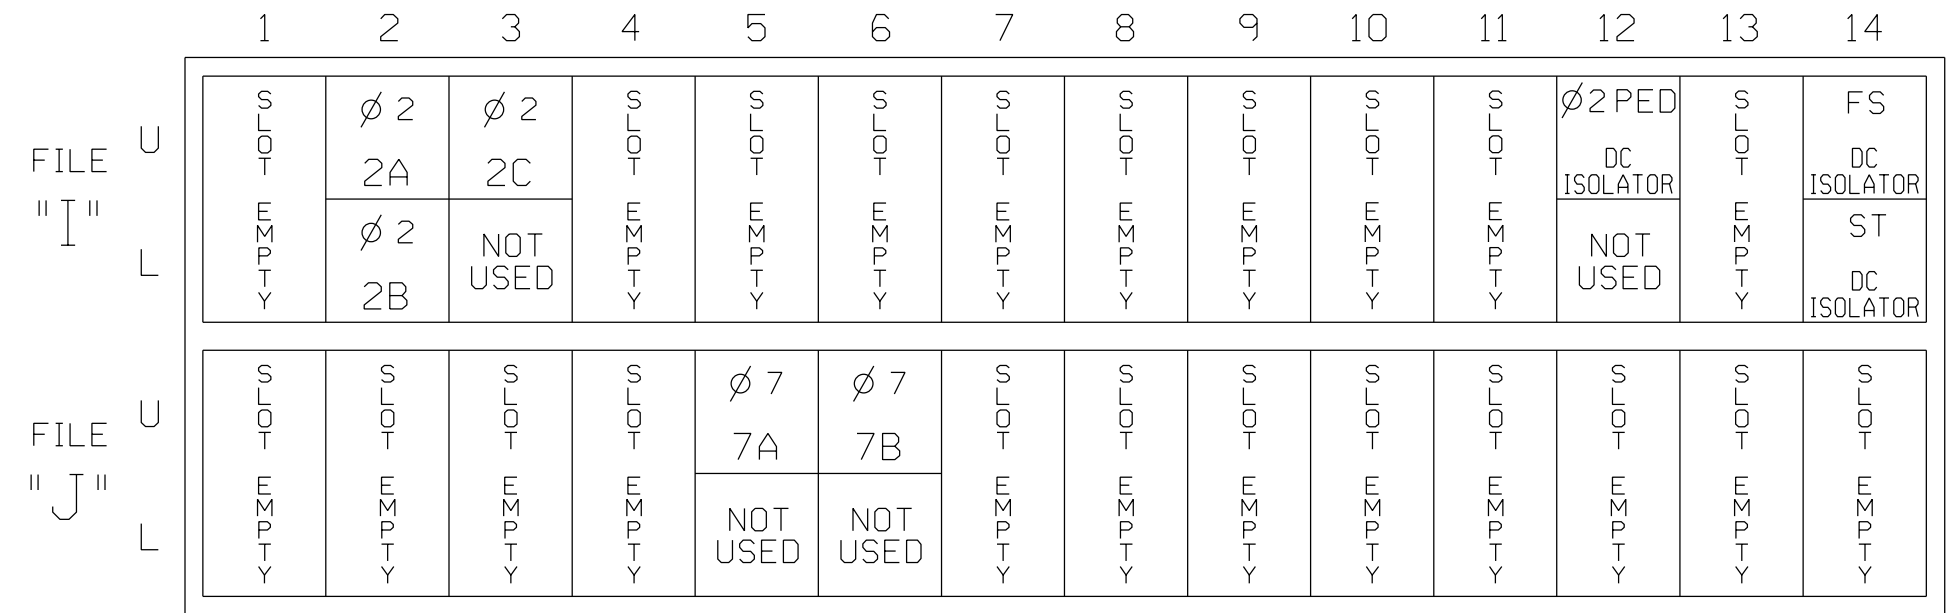 1 2 3 4 5 6 7 8 9 10 11 12 13 14
FILE
"I"
U
L
SLOT EMPTY
Ø 2
2A
Ø 2
2B
Ø 2
2C
NOT
USED
SLOT EMPTY
SLOT EMPTY
SLOT EMPTY
SLOT EMPTY
SLOT EMPTY
SLOT EMPTY
SLOT EMPTY
SLOT EMPTY
Ø2PED
DC
ISOLATOR
NOT
USED
SLOT EMPTY
FS
DC
ISOLATOR
ST
DC
ISOLATOR
FILE
"J"
U
L
SLOT EMPTY
SLOT EMPTY
SLOT EMPTY
SLOT EMPTY
Ø 7
7A
NOT
USED
Ø 7
7B
NOT
USED
SLOT EMPTY
SLOT EMPTY
SLOT EMPTY
SLOT EMPTY
SLOT EMPTY
SLOT EMPTY
SLOT EMPTY
SLOT EMPTY